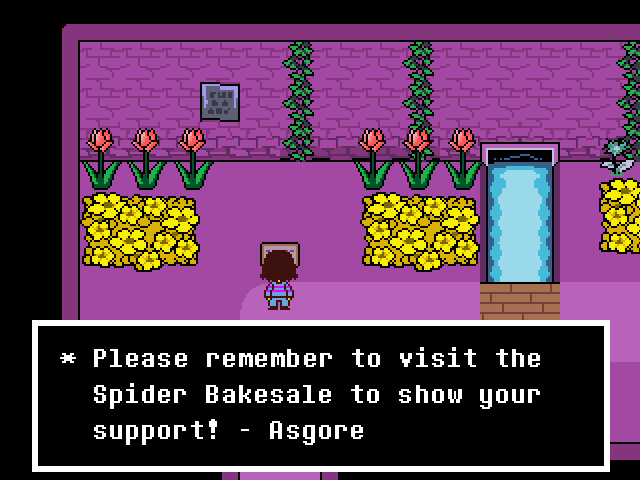 * Please remember to visit the
Spider Bakesale to show your
support! - Asgore